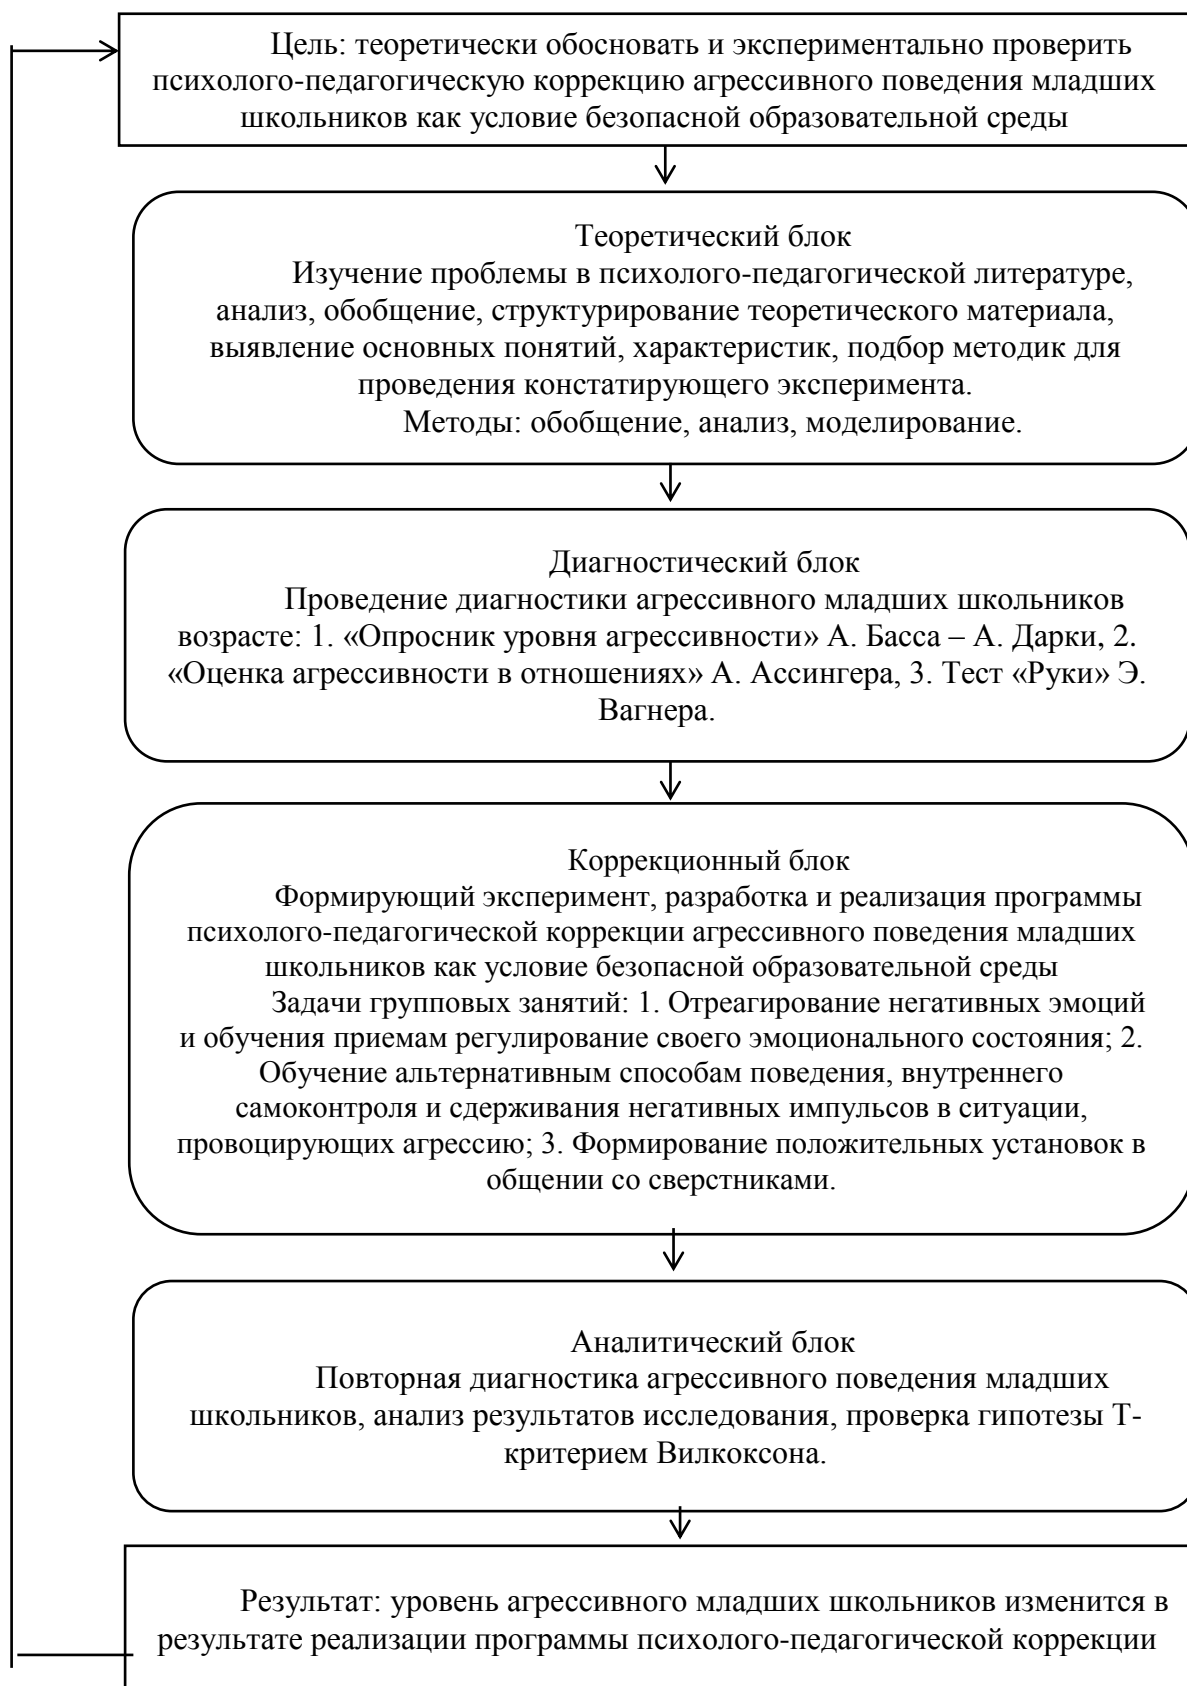 Цель: теоретически обосновать и экспериментально проверить
психолого-педагогическую коррекцию агрессивного поведения младших
школьников как условие безопасной образовательной среды
Теоретический блок
Изучение проблемы в психолого-педагогической литературе,
анализ, обобщение, структурирование теоретического материала,
выявление основных понятий, характеристик, подбор методик для
проведения констатирующего эксперимента.
Методы: обобщение, анализ, моделирование.
Диагностический блок
Проведение диагностики агрессивного младших школьников
возрасте: 1. «Опросник уровня агрессивности» А. Басса – А. Дарки, 2.
«Оценка агрессивности в отношениях» А. Ассингера, 3. Тест «Руки» Э.
Вагнера.
Коррекционный блок
Формирующий эксперимент, разработка и реализация программы
психолого-педагогической коррекции агрессивного поведения младших
школьников как условие безопасной образовательной среды
Задачи групповых занятий: 1. Отреагирование негативных эмоций
и обучения приемам регулирование своего эмоционального состояния; 2.
Обучение альтернативным способам поведения, внутреннего
самоконтроля и сдерживания негативных импульсов в ситуации,
провоцирующих агрессию; 3. Формирование положительных установок в
общении со сверстниками.
Аналитический блок
Повторная диагностика агрессивного поведения младших
школьников, анализ результатов исследования, проверка гипотезы Т-
критерием Вилкоксона.
Результат: уровень агрессивного младших школьников изменится в
результате реализации программы психолого-педагогической коррекции